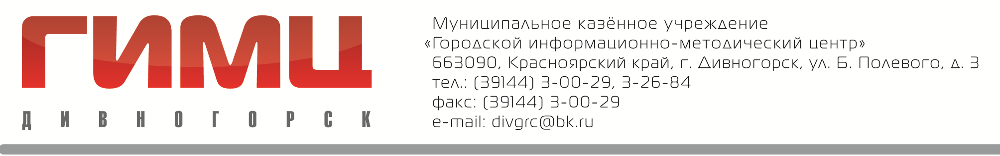 ГИМЦ
ДИВНОГОРСК
Муниципальное казённое учреждение
«Городской информационно-методический центр»
663090, Красноярский край, г. Дивногорск, ул. Б. Полевого, д. 3
тел.: (39144) 3-00-29, 3-26-84
факс: (39144) 3-00-29
e-mail: divgrc@bk.ru